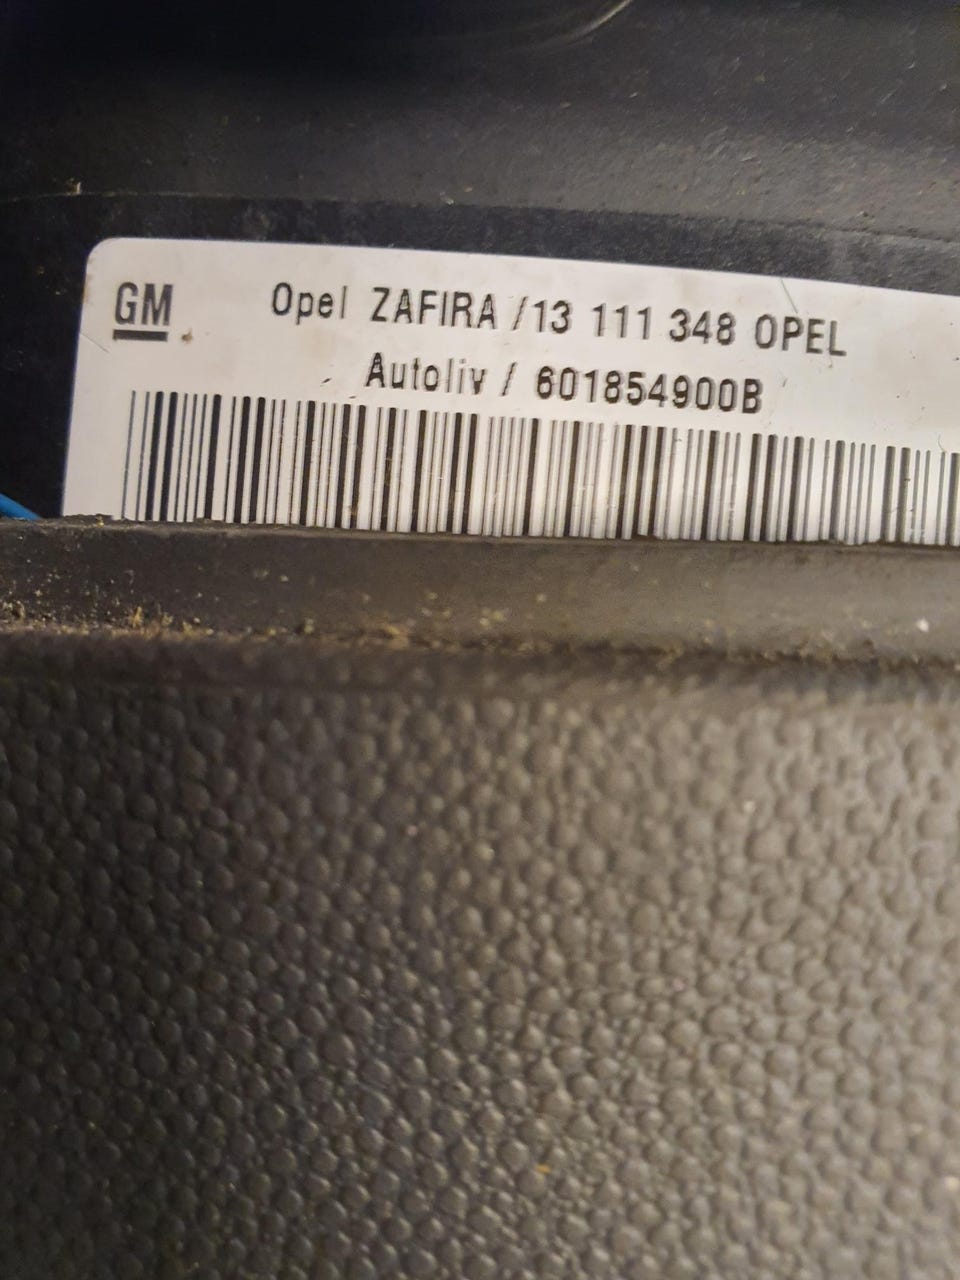 GM
Opel ZAFIRA /13 111 348 OPEL
Autoliv / 601854900B